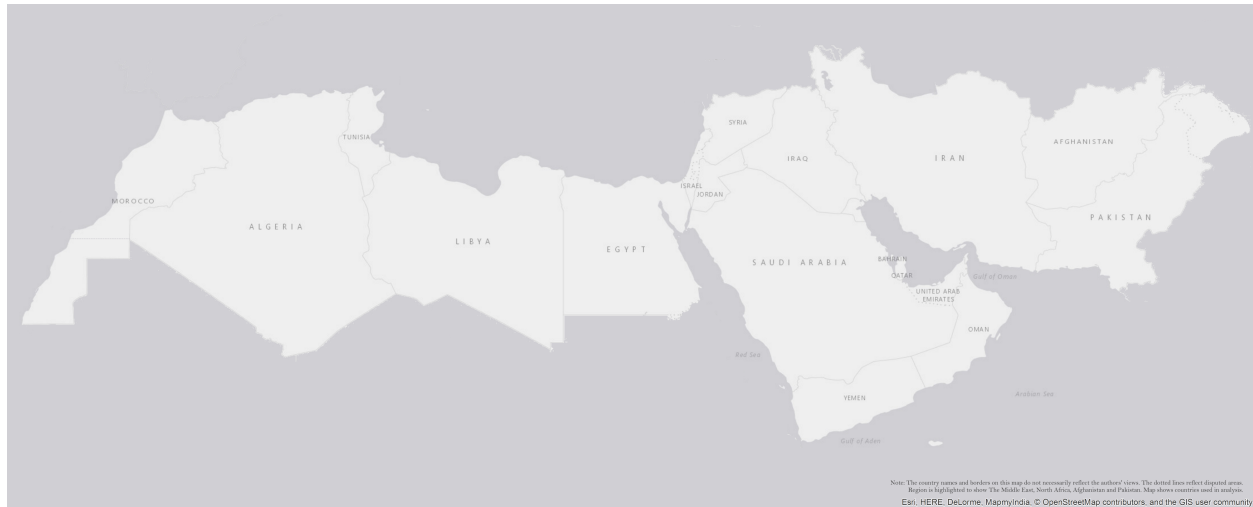 SYRIA
AFGHANISTAN
TUNISIA
IRAQ
IRAN
ISRAEL
JORDAN
MOROCCO
PAKISTAN
ALGERIA
LIBYA
EGYPT
SAUDI ARABIA
BAHRAIN
QATAR
Gulf of Oman
UNITED ARAB
EMIRATES
OMAN
Red Sea
Arabian Sea
YEMEN
Gulf of Aden
Note: The country names and borders on this map do not necessarily reflect the authors' views. The dotted lines reflect disputed areas.
Region is highlighted to show The Middle East, North Africa, Afghanistan and Pakistan. Map shows countries used in analysis.
Esri, HERE, DeLorme, MapmyIndia, © OpenStreetMap contributors, and the GIS user community